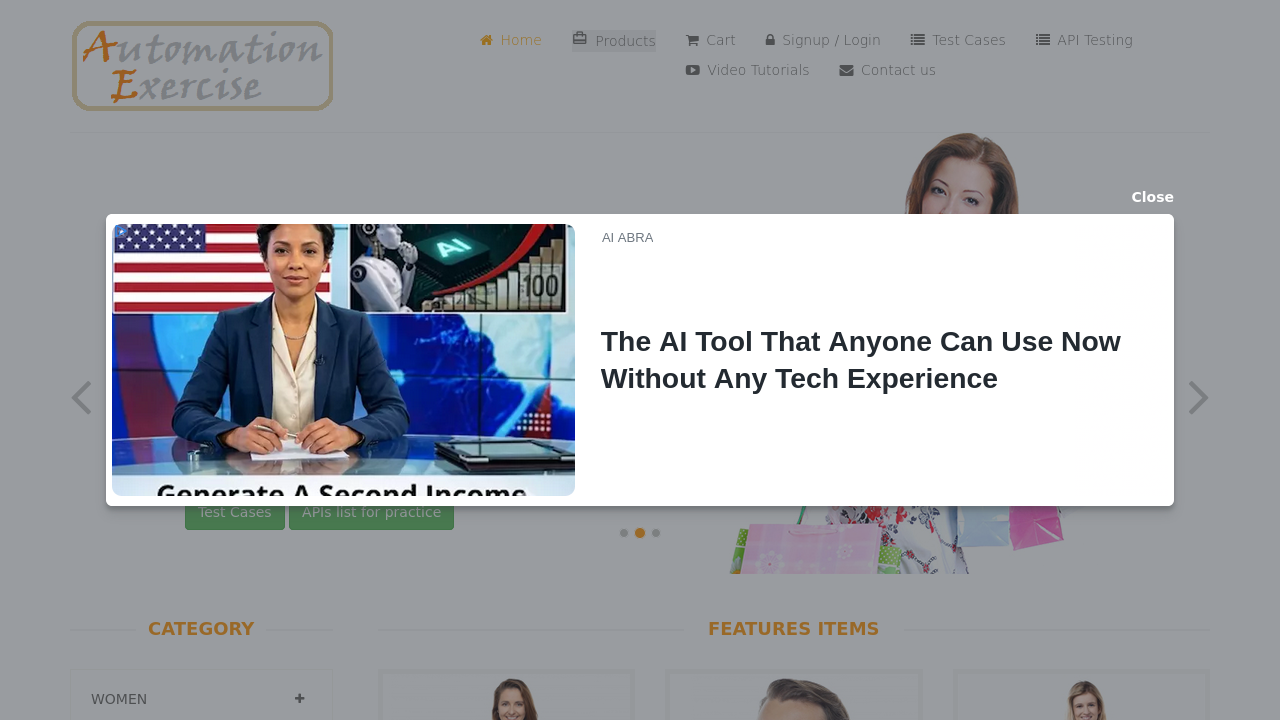 Automation
Exercise
Home
Products
Cart
Signup / Login
Test Cases
API Testing
Video Tutorials
Contact us
Close
AI ABRA
AI
100
The AI Tool That Anyone Can Use Now
Without Any Tech Experience
Generate A Second Income
Test Cases
APIs list for practice
CATEGORY
FEATURES ITEMS
WOMEN